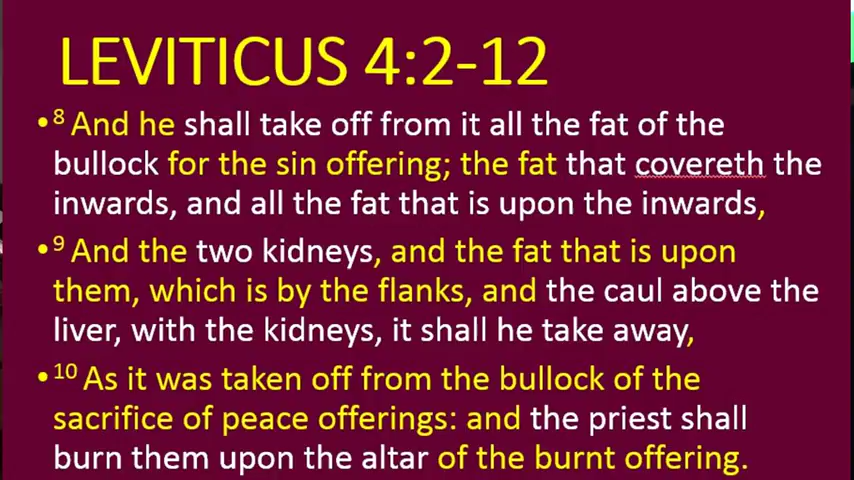 LEVITICUS 4:2-12
• 8 And he shall take off from it all the fat of the
bullock for the sin offering; the fat that covereth the
inwards, and all the fat that is upon the inwards,
• 9 And the two kidneys, and the fat that is upon
them, which is by the flanks, and the caul above the
liver, with the kidneys, it shall he take away,
• 10 As it was taken off from the bullock of the
sacrifice of peace offerings: and the priest shall
burn them upon the altar of the burnt offering.